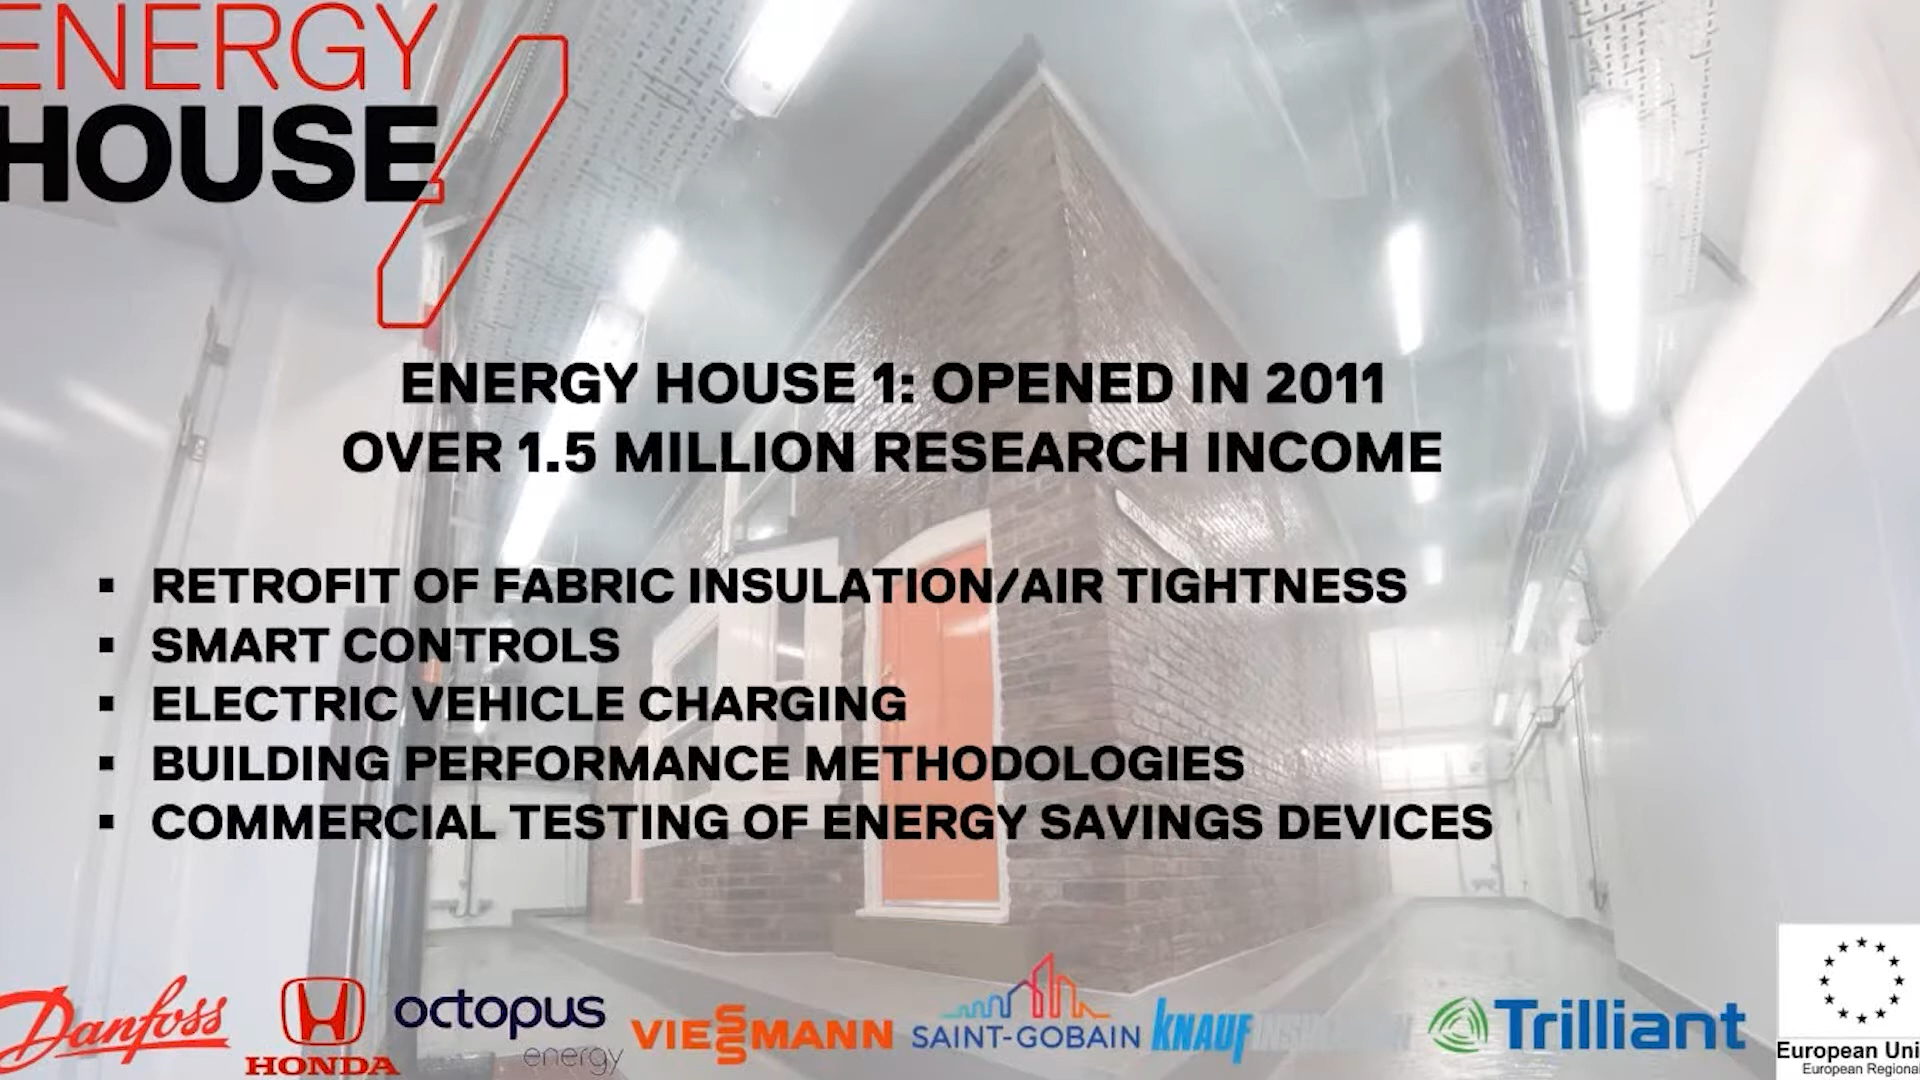 ENERGY
HOUSE
ENERGY HOUSE 1: OPENED IN 2011
OVER 1.5 MILLION RESEARCH INCOME
▪ RETROFIT OF FABRIC INSULATION/AIR TIGHTNESS
▪ SMART CONTROLS
▪ ELECTRIC VEHICLE CHARGING
▪ BUILDING PERFORMANCE METHODOLOGIES
▪ COMMERCIAL TESTING OF ENERGY SAVINGS DEVICES
Danfoss
HONDA
octopus
energy
VIESSMANN
SAINT-GOBAIN
KNAUF INSULATION
Trilliant
European Uni
European Regiona